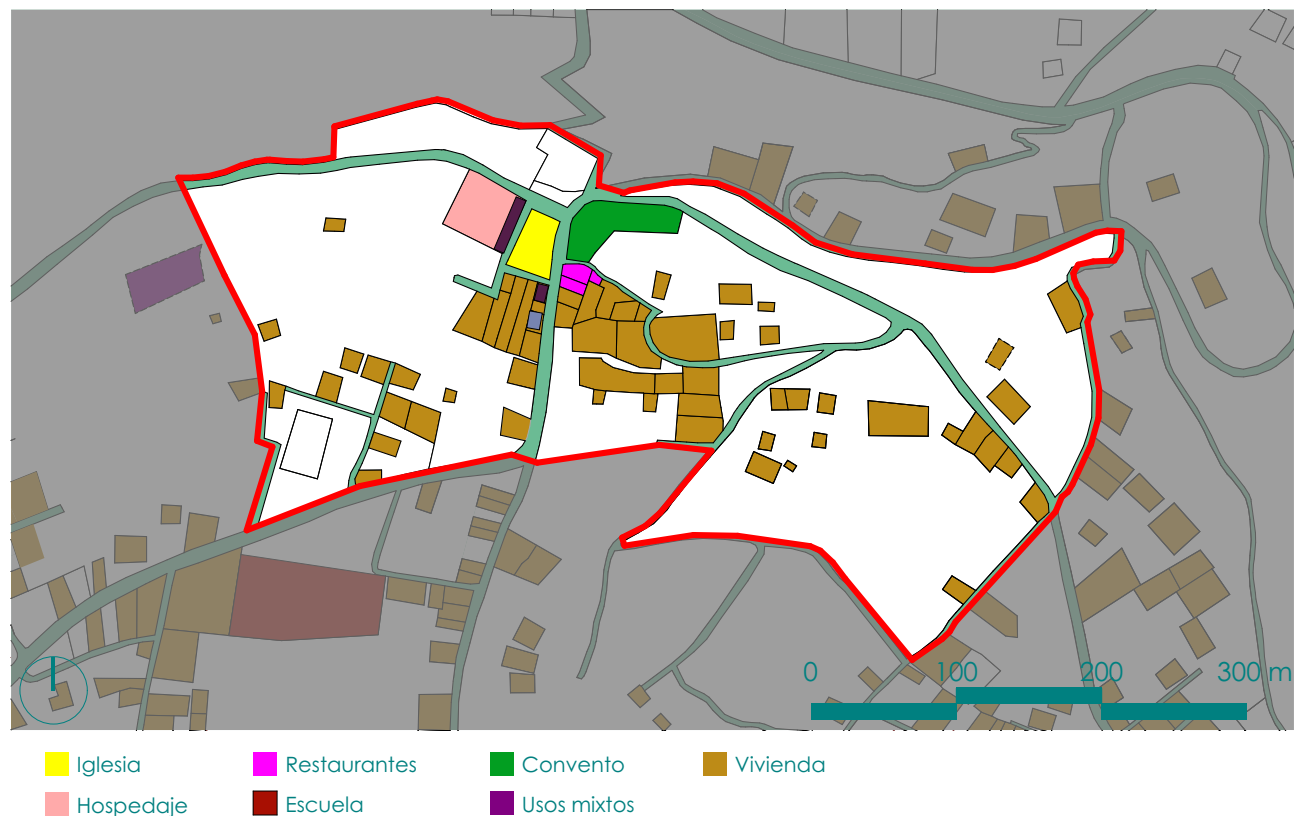 0 100 200 300 m
Iglesia Restaurantes Convento Vivienda
Hospedaje Escuela Usos mixtos